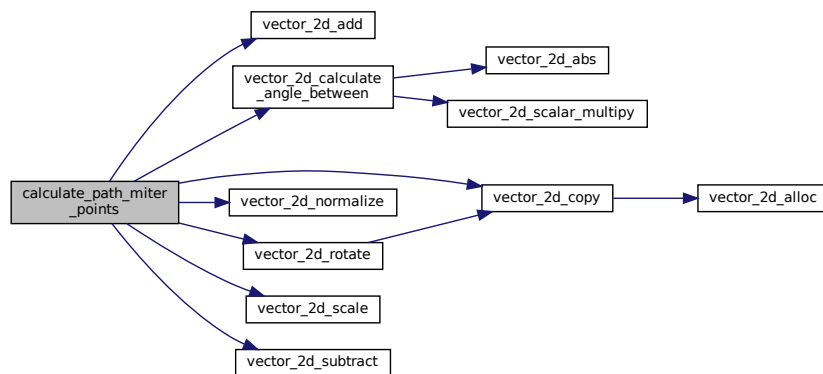 vector_2d_add
vector_2d_calculate
_angle_between
vector_2d_abs
vector_2d_scalar_multipy
calculate_path_miter
_points
vector_2d_normalize
vector_2d_copy
vector_2d_alloc
vector_2d_rotate
vector_2d_scale
vector_2d_subtract